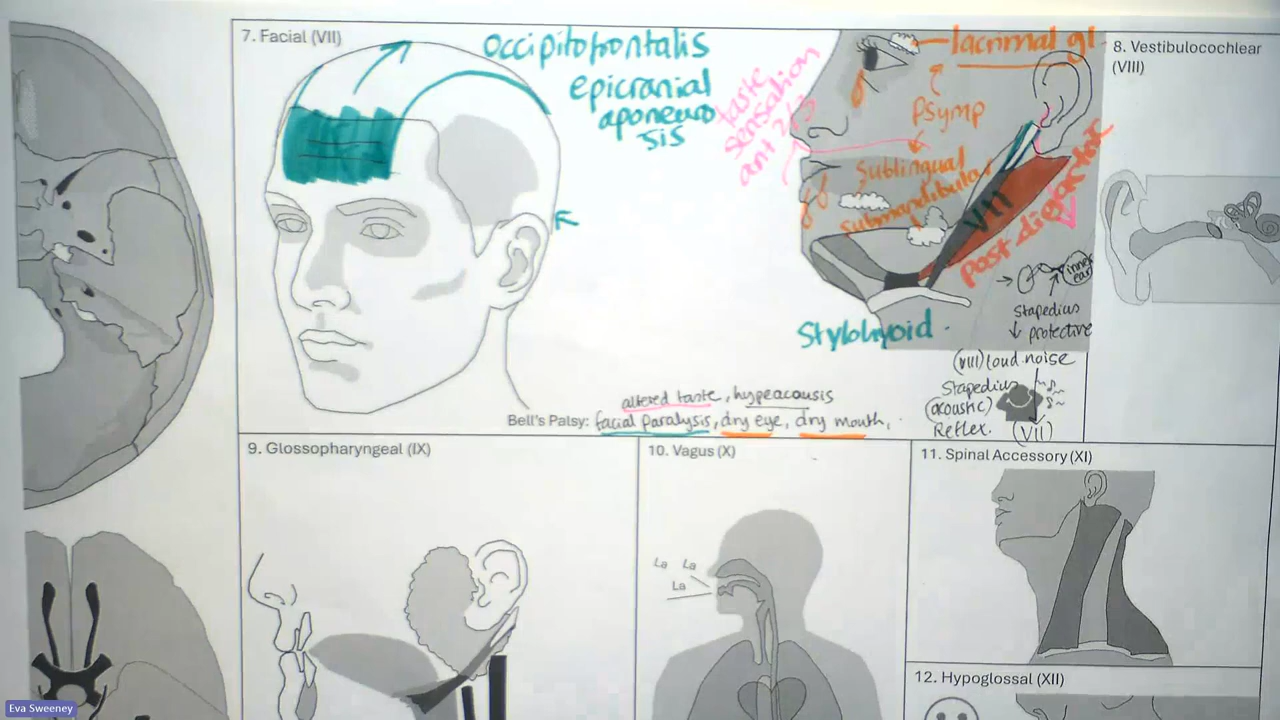 7. Facial (VII)
Occipitofrontalis
epicranial
aponeuro
sis
taste
sensation
ant 2/3
lacrimal gl
Psymp
Sublingual
submandibular
VII
Post digastric
Stylohyoid
inner
ear
Stapedius
↓ protective
(VIII) loud noise
Stapedius
(acoustic)
Reflex.
(VII)
altered taste, hypeacousis
Bell's Palsy: facial paralysis, dry eye, dry mouth,
8. Vestibulocochlear
(VIII)
9. Glossopharyngeal (IX)
10. Vagus (X)
La La
La
11. Spinal Accessory (XI)
12. Hypoglossal (XII)
Eva Sweeney